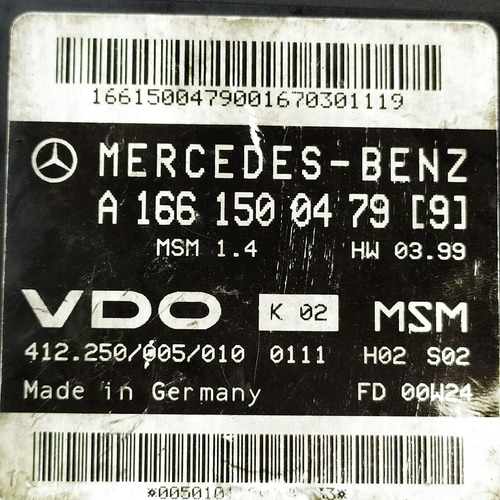 1661500479001670301119
MERCEDES-BENZ
A 166 150 04 79 [9]
MSM 1.4 HW 03.99
VDO K 02 MSM
412.250/005/010 0111 H02 S02
Made in Germany FD 00W24